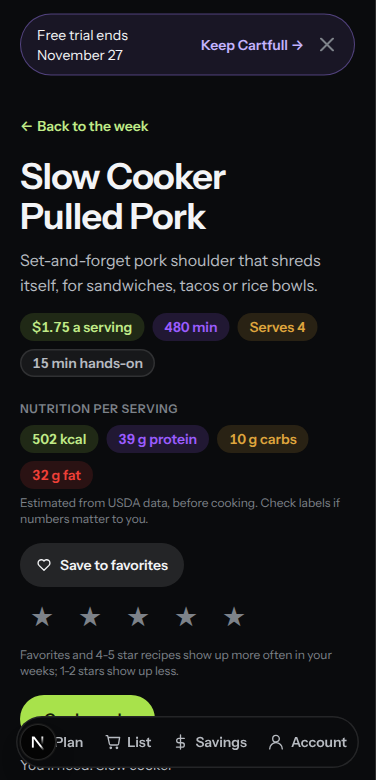 Free trial ends
November 27
Keep Cartfull →
← Back to the week
Slow Cooker
Pulled Pork
Set-and-forget pork shoulder that shreds
itself, for sandwiches, tacos or rice bowls.
$1.75 a serving
480 min
Serves 4
15 min hands-on
NUTRITION PER SERVING
502 kcal
39 g protein
10 g carbs
32 g fat
Estimated from USDA data, before cooking. Check labels if
numbers matter to you.
Save to favorites
Favorites and 4-5 star recipes show up more often in your
weeks; 1-2 stars show up less.
N
Plan
List
Savings
Account